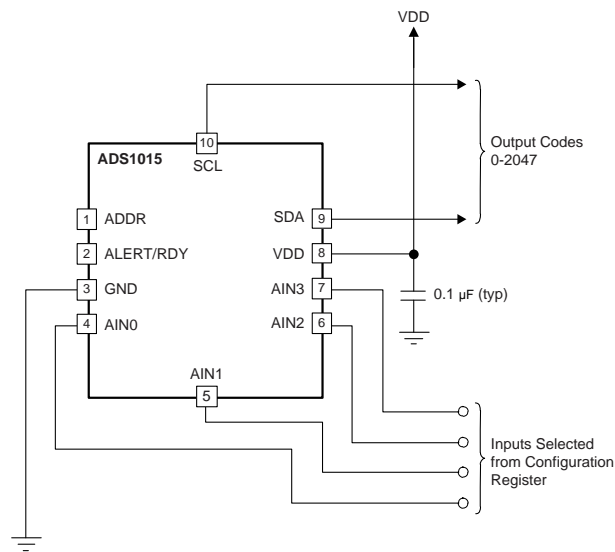 VDD
10
ADS1015
SCL
Output Codes
0-2047
1 ADDR
SDA 9
2 ALERT/RDY
VDD 8
3 GND
AIN3 7
0.1 µF (typ)
4 AIN0
AIN2 6
AIN1
5
Inputs Selected
from Configuration
Register